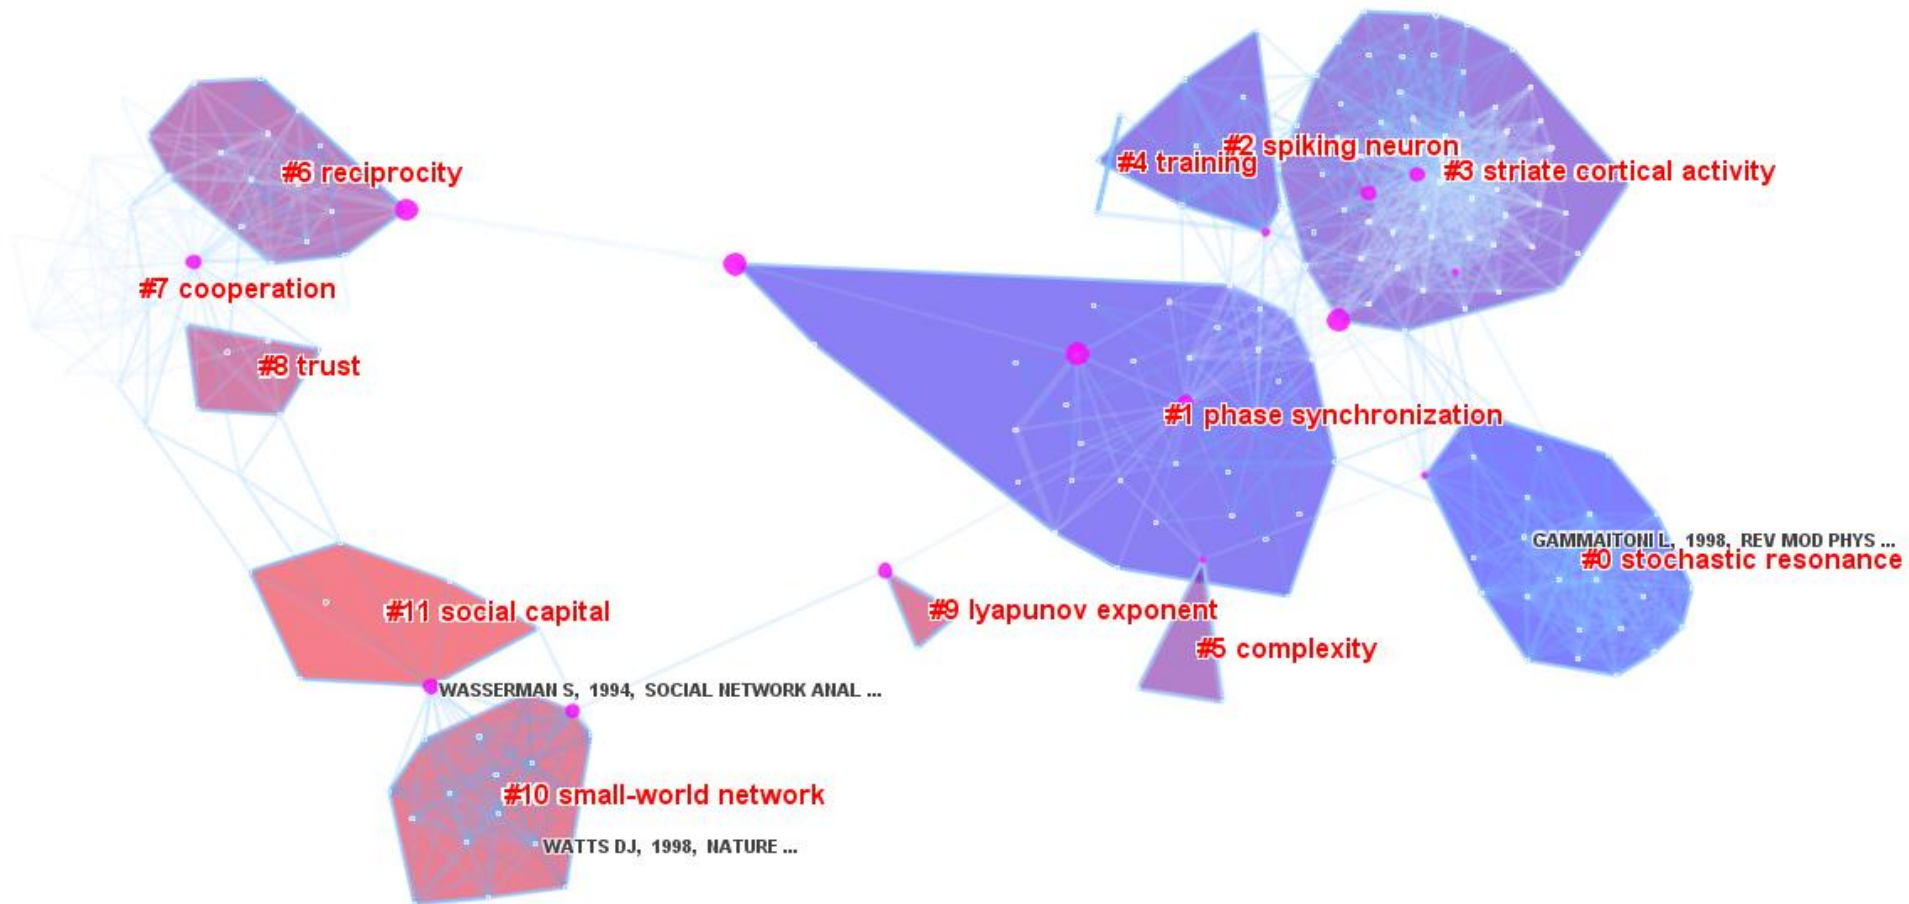 #2 spiking neuron
#4 training
#3 striate cortical activity
#6 reciprocity
#7 cooperation
#8 trust
#1 phase synchronization
GAMMAITONI L, 1998, REV MOD PHYS ...
#0 stochastic resonance
#11 social capital
#9 lyapunov exponent
#5 complexity
WASSERMAN S, 1994, SOCIAL NETWORK ANAL ...
#10 small-world network
WATTS DJ, 1998, NATURE ...